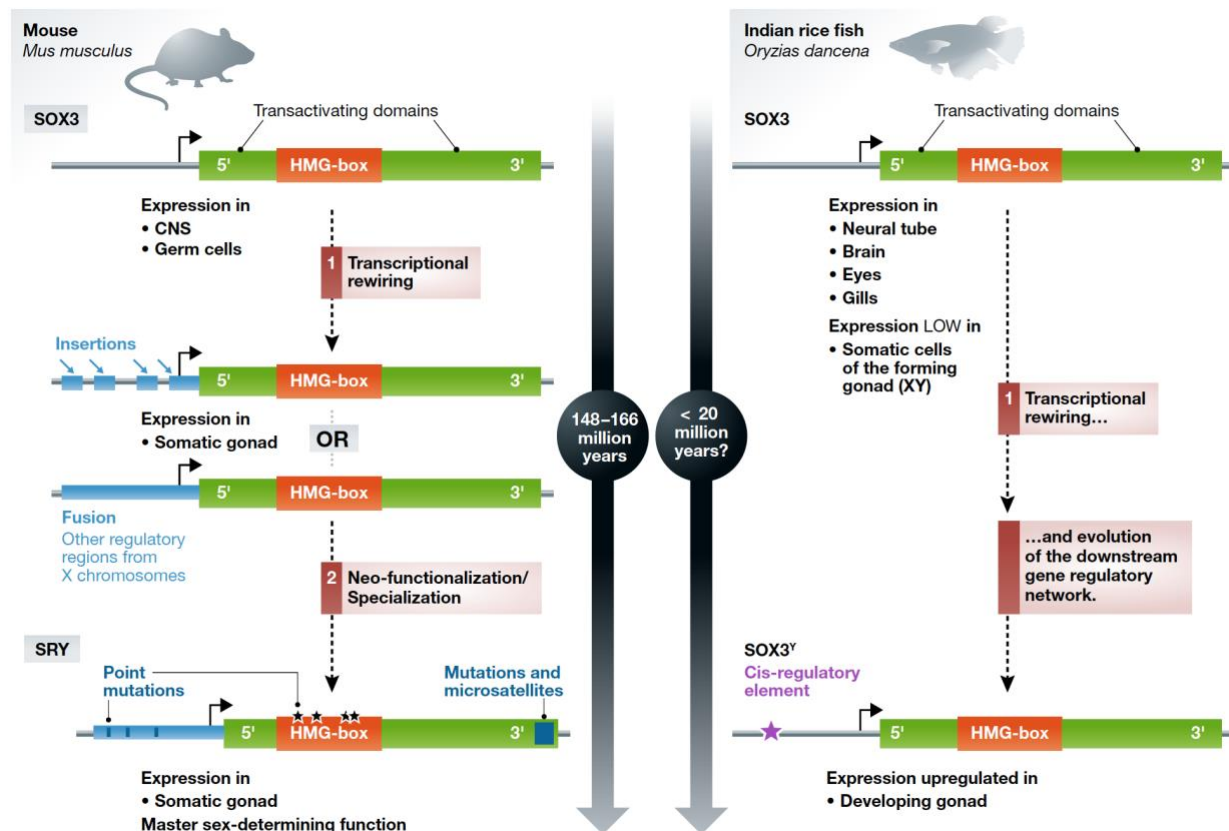 Mouse
Mus musculus
SOX3
Transactivating domains
5'
HMG-box
3'
Expression in
• CNS
• Germ cells
1
Transcriptional
rewiring
Insertions
5'
HMG-box
3'
Expression in
• Somatic gonad
OR
5'
HMG-box
3'
Fusion
Other regulatory
regions from
X chromosomes
2
Neo-functionalization/
Specialization
SRY
Point
mutations
Mutations and
microsatellites
5'
HMG-box
3'
Expression in
• Somatic gonad
Master sex-determining function
148–166
million
years
< 20
million
years?
Indian rice fish
Oryzias dancena
SOX3
Transactivating domains
5'
HMG-box
3'
Expression in
• Neural tube
• Brain
• Eyes
• Gills
Expression LOW in
• Somatic cells
of the forming
gonad (XY)
1
Transcriptional
rewiring…
…and evolution
of the downstream
gene regulatory
network.
SOX3ʸ
Cis-regulatory
element
5'
HMG-box
3'
Expression upregulated in
• Developing gonad